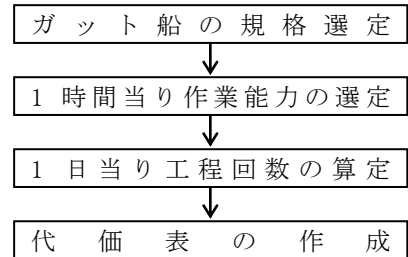 ガット船の規格選定
1時間当り作業能力の選定
1日当り工程回数の算定
代価表の作成